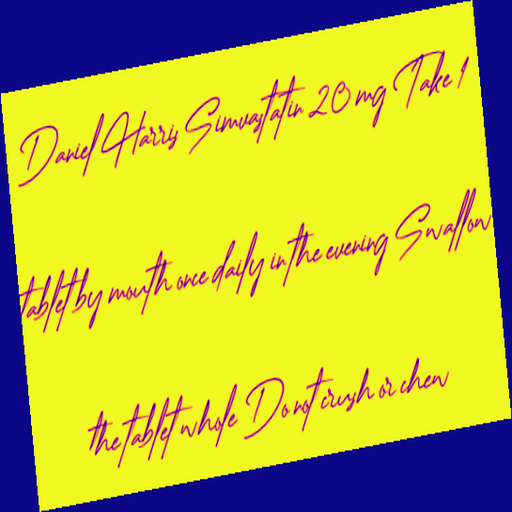 Daniel Harris Simvastatin 20 mg Take 1
tablet by mouth once daily in the evening Swallow
the tablet whole Do not crush or chew